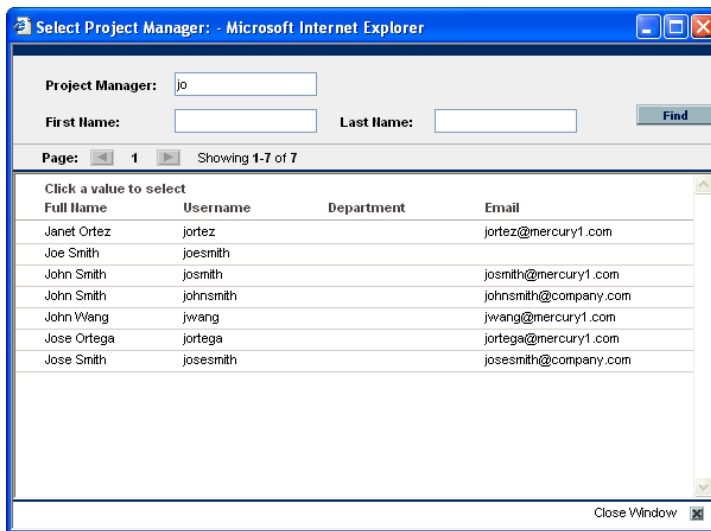 Select Project Manager: - Microsoft Internet Explorer
Project Manager: jo
First Name: Last Name: Find
Page: 1 Showing 1-7 of 7
Click a value to select
Full Name Username Department Email
Janet Ortez jortez jortez@mercury1.com
Joe Smith joesmith
John Smith josmith josmith@mercury1.com
John Smith johnsmith johnsmith@company.com
John Wang jwang jwang@mercury1.com
Jose Ortega jortega jortega@mercury1.com
Jose Smith josesmith josesmith@company.com
Close Window